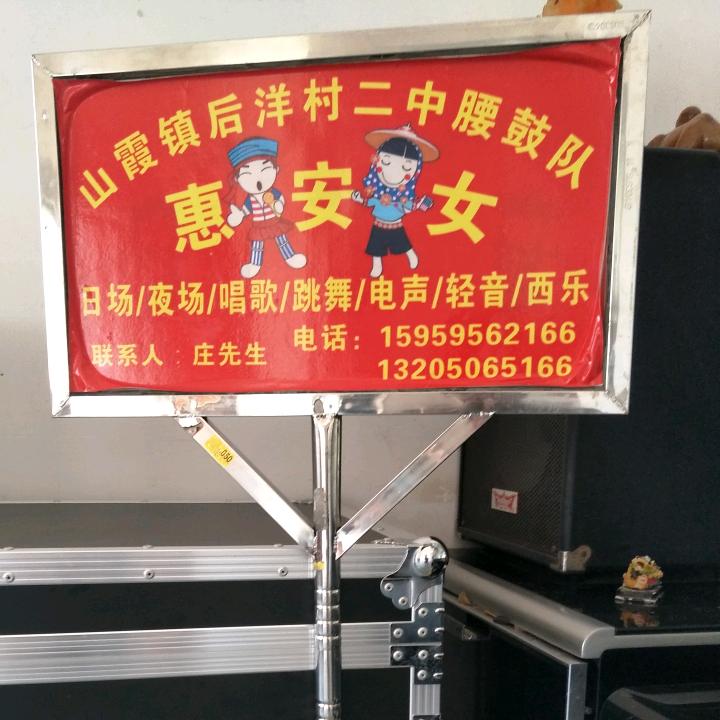 山霞镇后洋村二中腰鼓队
惠安女
日场/夜场/唱歌/跳舞/电声/轻音/西乐
联系人：庄先生 电话：15959562166
13205065166
.050